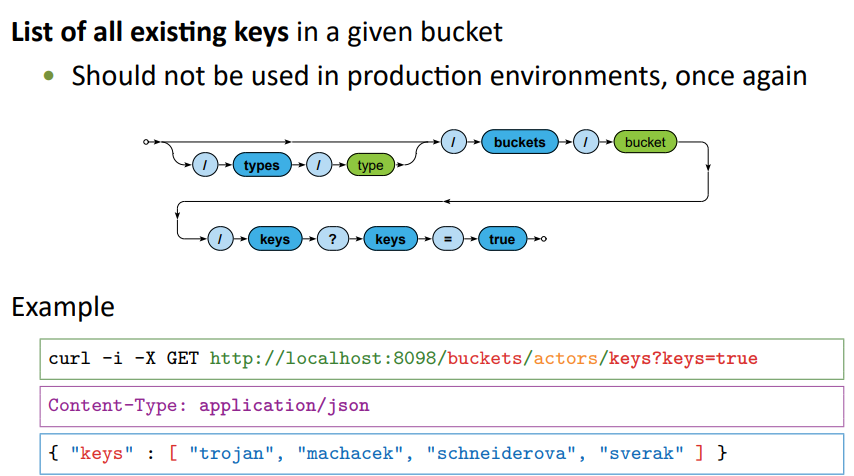 List of all existing keys in a given bucket
• Should not be used in production environments, once again
/ buckets / bucket
/ types / type
/ keys ? keys = true
Example
curl -i -X GET http://localhost:8098/buckets/actors/keys?keys=true
Content-Type: application/json
{ "keys" : [ "trojan", "machacek", "schneiderova", "sverak" ] }